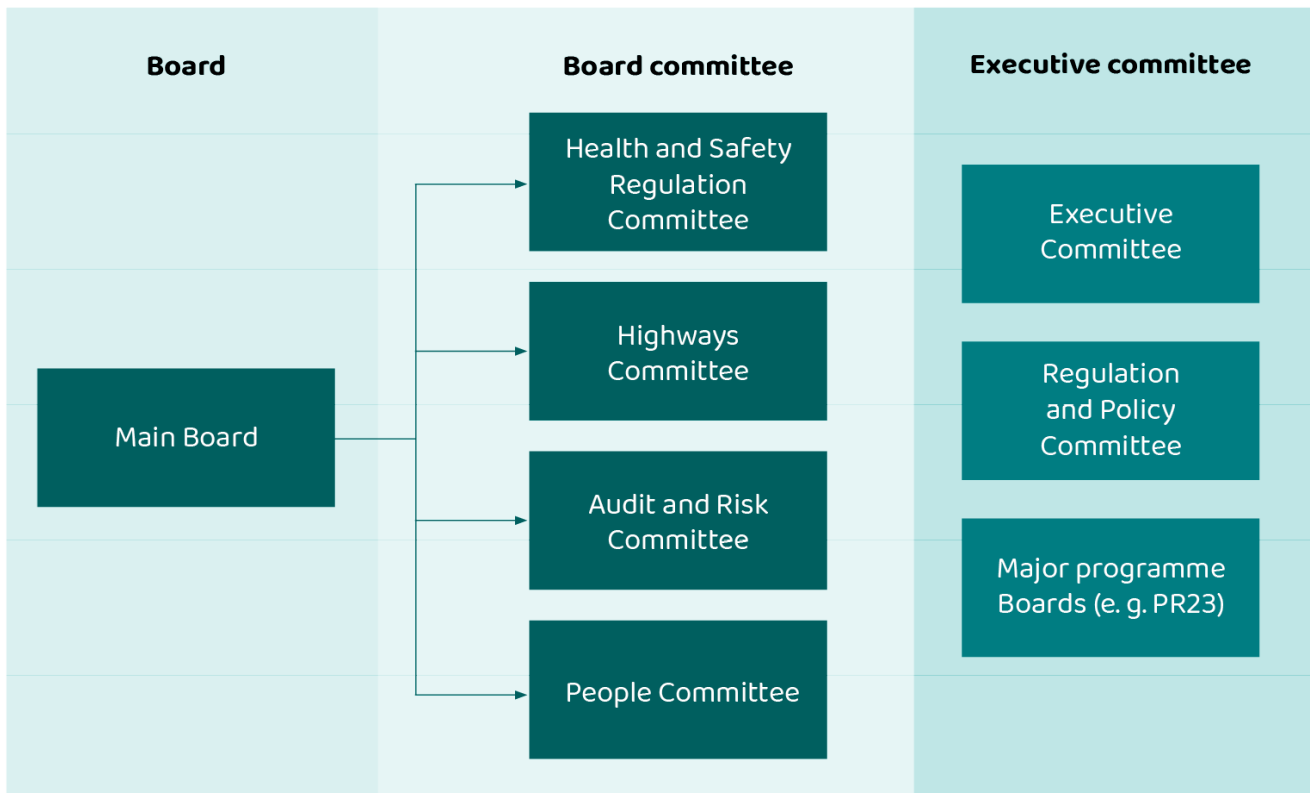 Board
Main Board
Board committee
Health and Safety
Regulation
Committee
Highways
Committee
Audit and Risk
Committee
People Committee
Executive committee
Executive
Committee
Regulation
and Policy
Committee
Major programme
Boards (e. g. PR23)